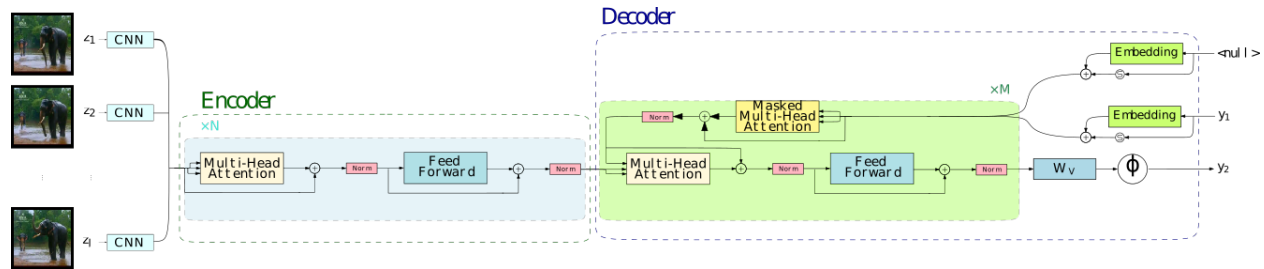 Decoder
z1
CNN
<null>
Embedding
S
z2
CNN
Encoder
×N
×M
Masked
Multi-Head
Attention
Norm
Embedding
y1
S
Multi-Head
Attention
Norm
Feed
Forward
Norm
Multi-Head
Attention
Norm
Feed
Forward
Norm
WV
ϕ
y2
zI
CNN